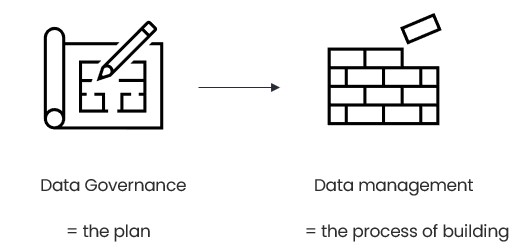 Data Governance
Data management
= the plan
= the process of building